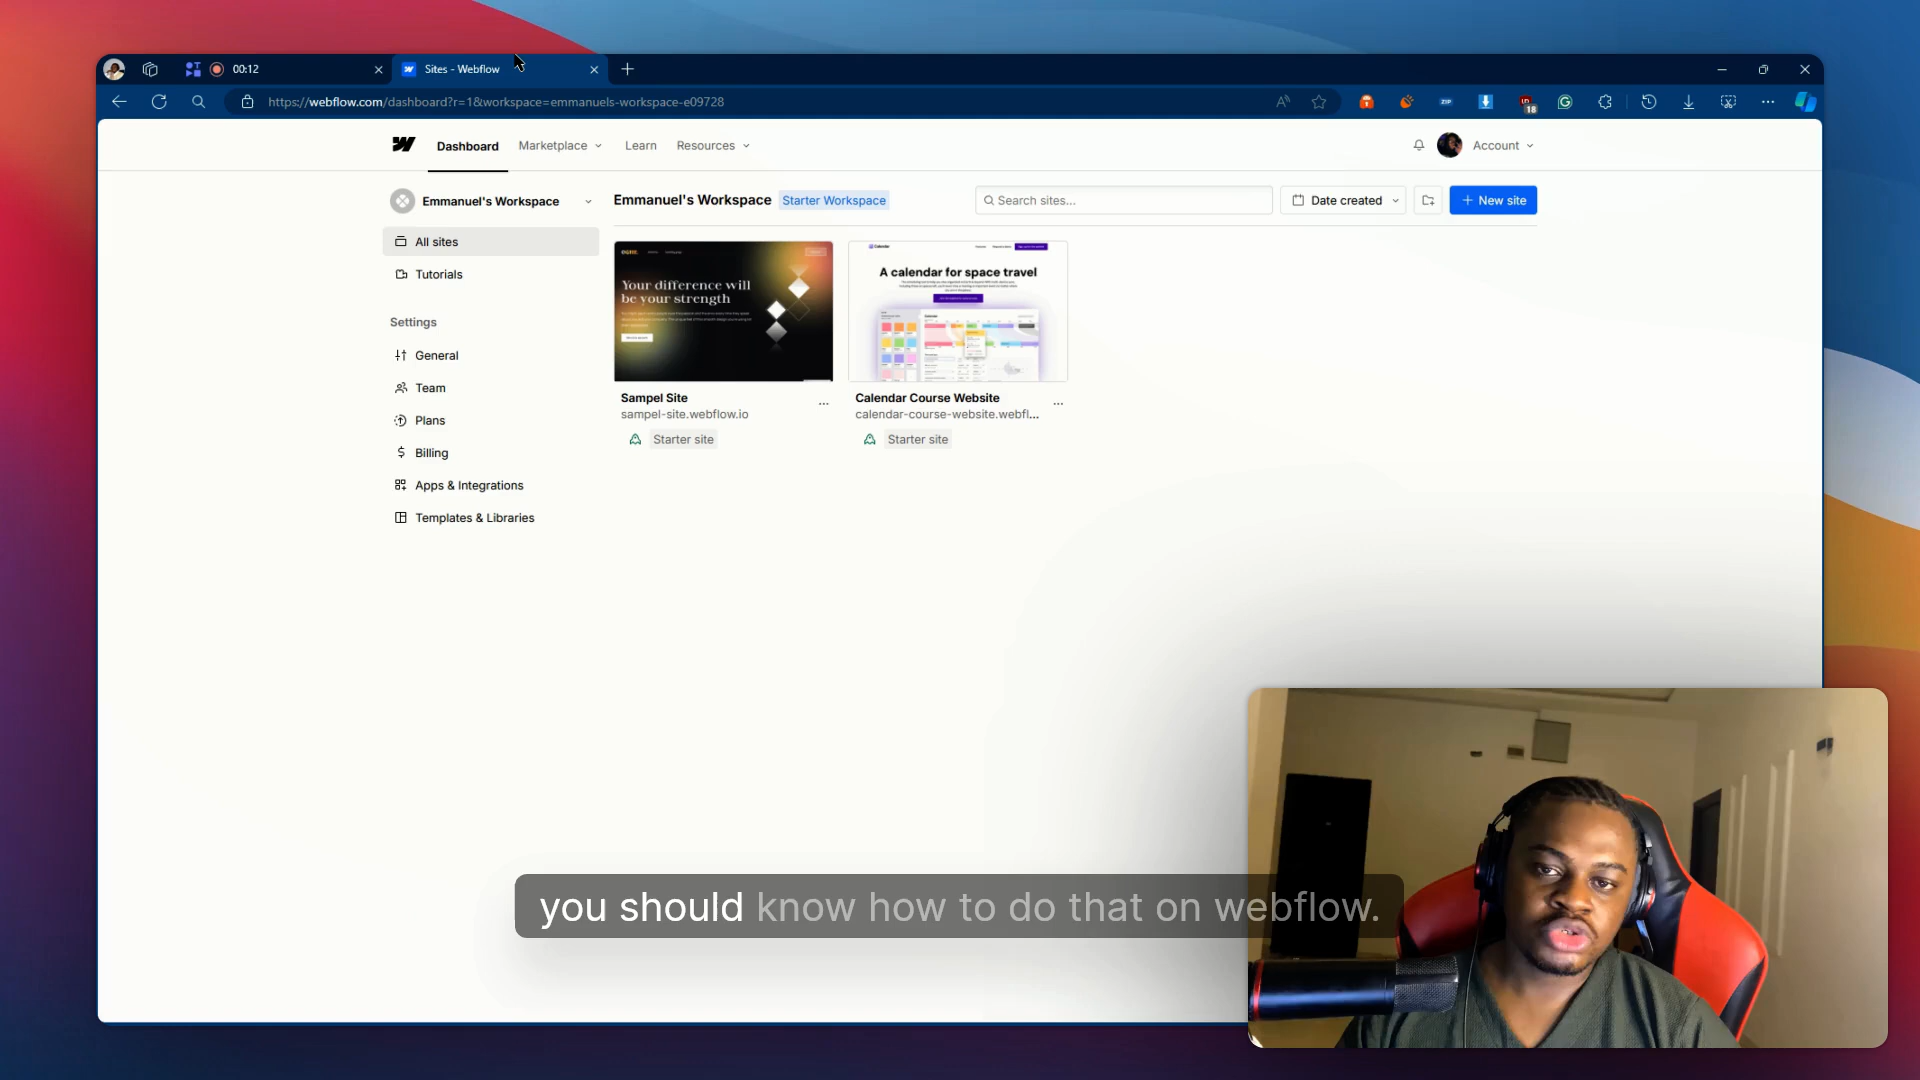 00:12
Sites - Webflow
https://webflow.com/dashboard?r=1&workspace=emmanuels-workspace-e09728
ZIP
18
Dashboard
Marketplace
Learn
Resources
Account
Emmanuel's Workspace
Emmanuel's Workspace
Starter Workspace
Search sites...
Date created
New site
All sites
Tutorials
Settings
General
Team
Plans
Billing
Apps & Integrations
Templates & Libraries
Your difference will
be your strength
Sampel Site
sampel-site.webflow.io
Starter site
Calendar
A calendar for space travel
Calendar Course Website
calendar-course-website.webfl...
Starter site
you should know how to do that on webflow.